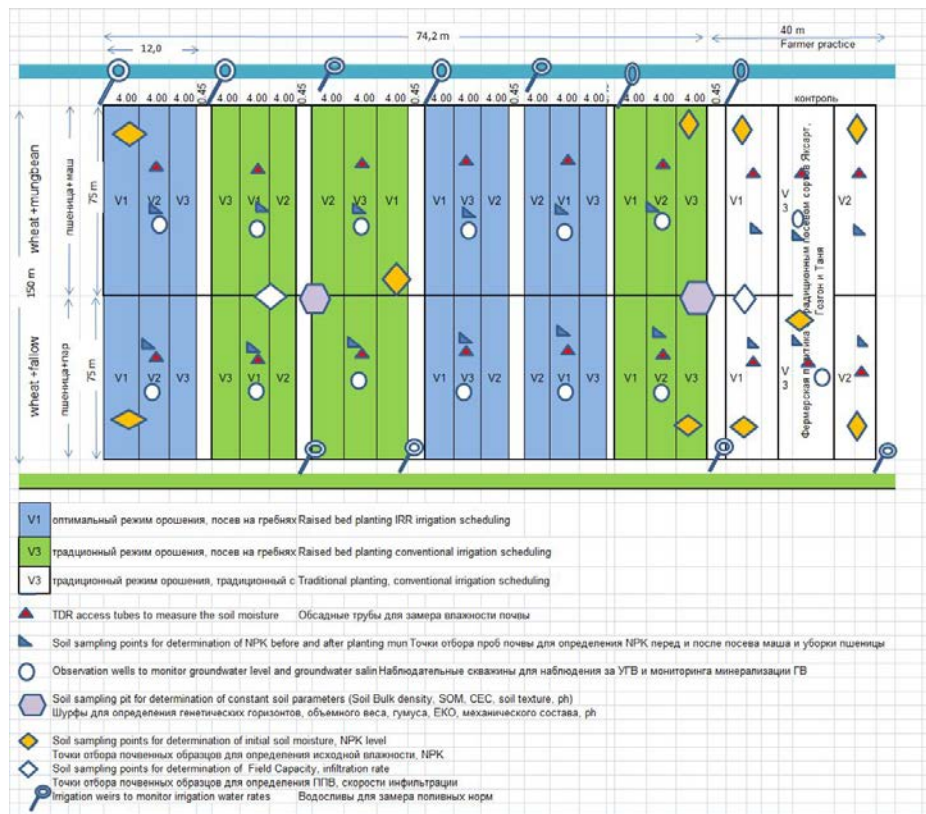 74,2 m
40 m
Farmer practice
12,0
4.00 4.00 4.00 0.45 4.00 4.00 4.00 0.45 4.00 4.00 4.00 0.45 4.00 4.00 4.00 0.45 4.00 4.00 4.00 0.45 4.00 4.00 4.00 0.45
контроль
wheat +mungbean
пшеница+маш
75 m
V1 V2 V3 V3 V1 V2 V2 V3 V1 V2 V3 V1 V1 V2 V3 V1 V2 V3 V1 V3 V2
150 m
wheat +fallow
пшеница+пар
75 m
V1 V2 V3 V3 V1 V2 V2 V3 V1 V2 V3 V1 V2 V3 V1 V2 V3 V1 V3 V2
Фермерская практика традиционным посевом сортов Яксарт,
Гозгон и Таня
V1 оптимальный режим орошения, посев на гребнях Raised bed planting IRR irrigation scheduling
V3 традционный режим орошения, посев на гребнях Raised bed planting conventional irrigation scheduling
V3 традиционный режим орошения, традиционный с Traditional planting, conventional irrigation scheduling
TDR access tubes to measure the soil moisture Обсадные трубы для замера влажности почвы
Soil sampling points for determination of NPK before and after planting mun Точки отбора проб почвы для определения NPK перед и после посева маша и уборки пшеницы
Observation wells to monitor groundwater level and groundwater salin Наблюдательные скважины для наблюдения за УГВ и мониторинга минерализации ГВ
Soil sampling pit for determination of constant soil parameters (Soil Bulk density, SOM, CEC, soil texture, ph)
Шурфы для определения генетических горизонтов, объемного веса, гумуса, ЕКО, механического состава, ph
Soil sampling points for determination of initial soil moisture, NPK level
Точки отбора почвенных образцов для определения исходной влажности, NPK
Soil sampling points for determination of Field Capacity, infiltration rate
Точки отбора почвенных образцов для определения ППВ, скорости инфильтрации
Irrigation weirs to monitor irrigation water rates Водосливы для замера поливных норм